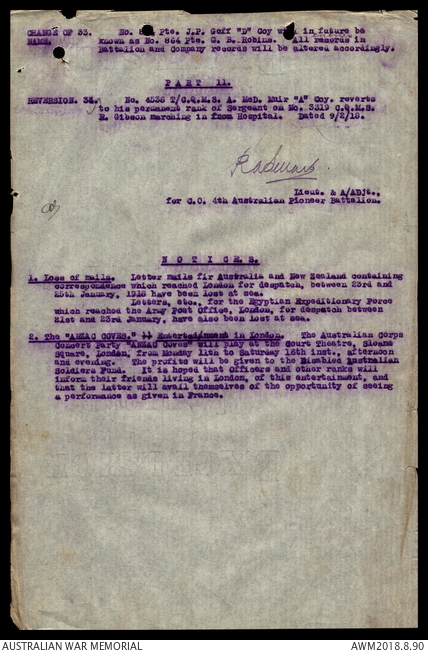 CHANGE OF 33. No. 864 Pte. J.P. Goff "D" Coy will in future be
NAME. known as No. 864 Pte. G. B. Robins. All records in
Battalion and Company records will be altered accordingly.
P A R T 11.
REVERSION. 34. No. 4538 T/C.Q.M.S. A. McD. Muir "A" Coy. reverts
to his permanent rank of Sergeant on No. 3319 C.Q.M.S.
R. Gibson marching in from Hospital. Dated 9/2/18.
Lieut. & A/Adjt.,
for C.O. 4th Australian Pioneer Battalion.
N O T I C E S.
1. Loss of mails. Letter mails fir Australia and New Zealand containing
correspondence which reached London for despatch, between 23rd and
25th January, 1918 have been lost at sea.
Letters, etc., for the Egyptian Expeditionary Force
which reached the Army Post Office, London, for despatch between
21st and 23rd January, have also been lost at sea.
2. The "ANZAC COVES." Entertainment in London. The Australian Corps
Concert Party "ANZAC Coves" will play at the Court Theatre, Sloane
Square, London, from Monday 11th to Saturday 16th inst., afternoon
and evening. The profits will be given to the Disabled Australian
Soldiers Fund. It is hoped that Officers and other ranks will
inform their friends living in London, of this entertainment, and
that the latter will avail themselves of the opportunity of seeing
a performance as given in France.
AUSTRALIAN WAR MEMORIAL
AWM2018.8.90